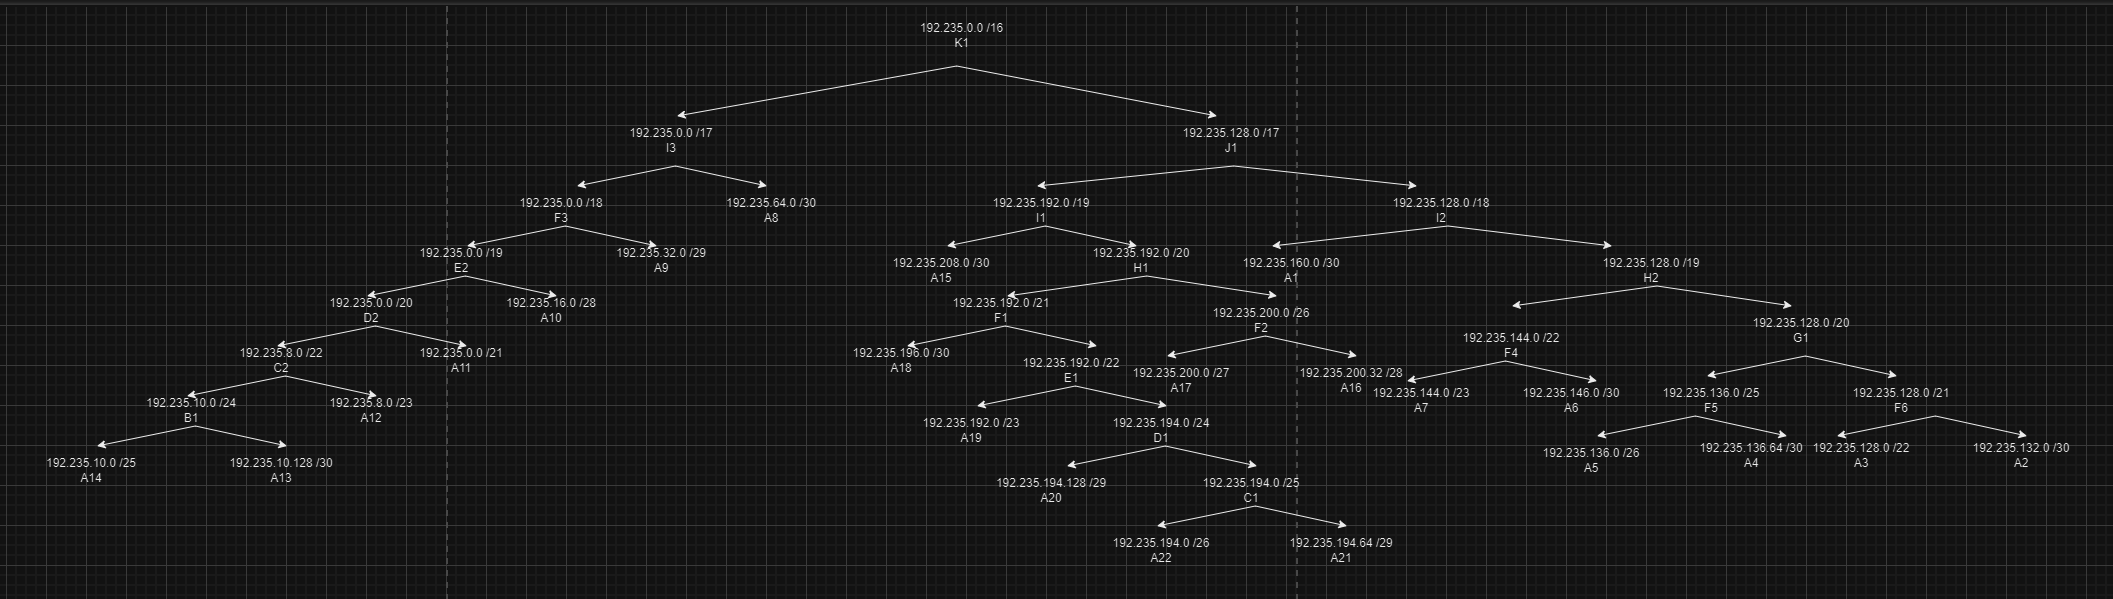 192.235.0.0 /16
K1
192.235.0.0 /17
I3
192.235.128.0 /17
J1
192.235.0.0 /18
F3
192.235.64.0 /30
A8
192.235.192.0 /19
I1
192.235.128.0 /18
I2
192.235.0.0 /19
E2
192.235.32.0 /29
A9
192.235.208.0 /30
A15
192.235.192.0 /20
H1
192.235.160.0 /30
A1
192.235.128.0 /19
H2
192.235.0.0 /20
D2
192.235.16.0 /28
A10
192.235.192.0 /21
F1
192.235.200.0 /26
F2
192.235.144.0 /22
F4
192.235.128.0 /20
G1
192.235.8.0 /22
C2
192.235.0.0 /21
A11
192.235.196.0 /30
A18
192.235.192.0 /22
E1
192.235.200.0 /27
A17
192.235.200.32 /28
A16
192.235.144.0 /23
A7
192.235.146.0 /30
A6
192.235.136.0 /25
F5
192.235.128.0 /21
F6
192.235.10.0 /24
B1
192.235.8.0 /23
A12
192.235.192.0 /23
A19
192.235.194.0 /24
D1
192.235.136.0 /26
A5
192.235.136.64 /30
A4
192.235.128.0 /22
A3
192.235.132.0 /30
A2
192.235.10.0 /25
A14
192.235.10.128 /30
A13
192.235.194.128 /29
A20
192.235.194.0 /25
C1
192.235.194.0 /26
A22
192.235.194.64 /29
A21